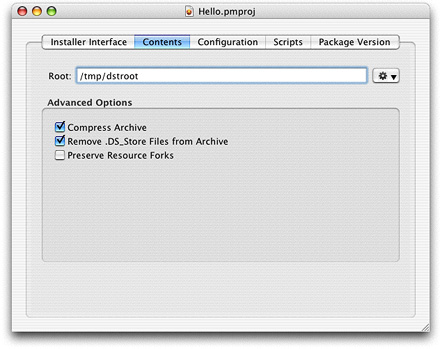 Hello.pmproj
Installer Interface Contents Configuration Scripts Package Version
Root: /tmp/dstroot
Advanced Options
Compress Archive
Remove .DS_Store Files from Archive
Preserve Resource Forks